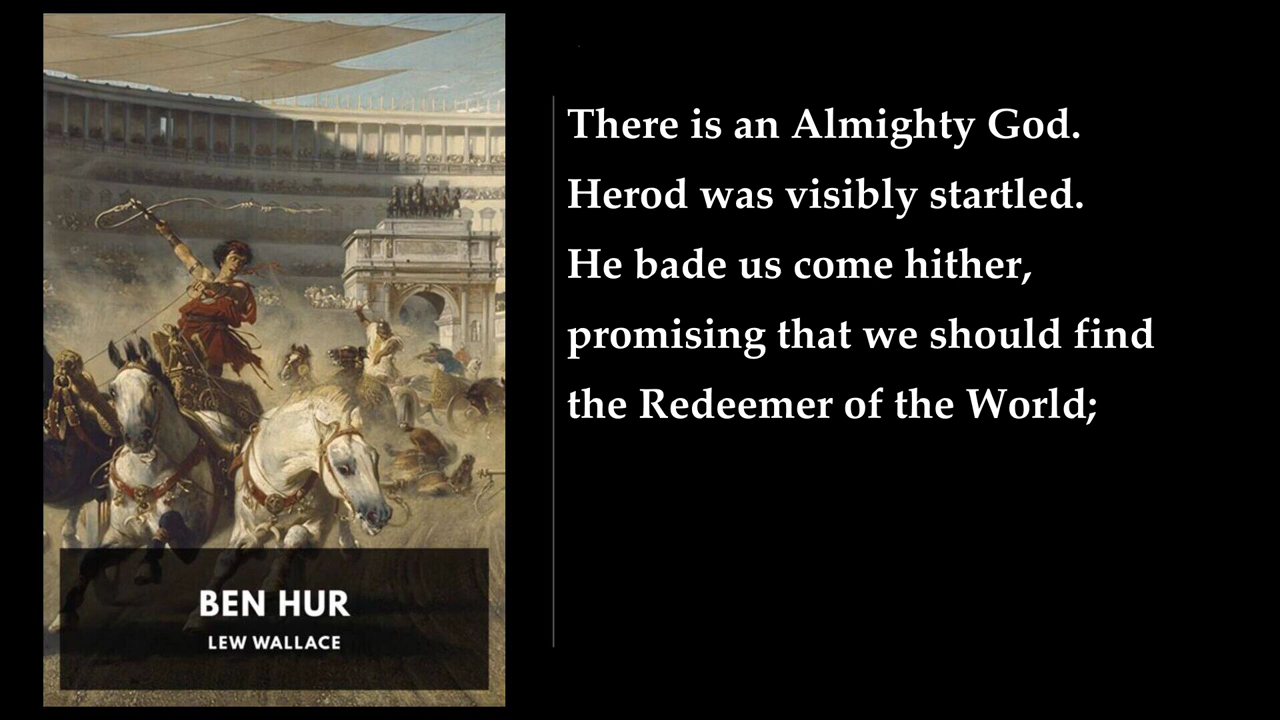 There is an Almighty God.
Herod was visibly startled.
He bade us come hither,
promising that we should find
the Redeemer of the World;
BEN HUR
LEW WALLACE